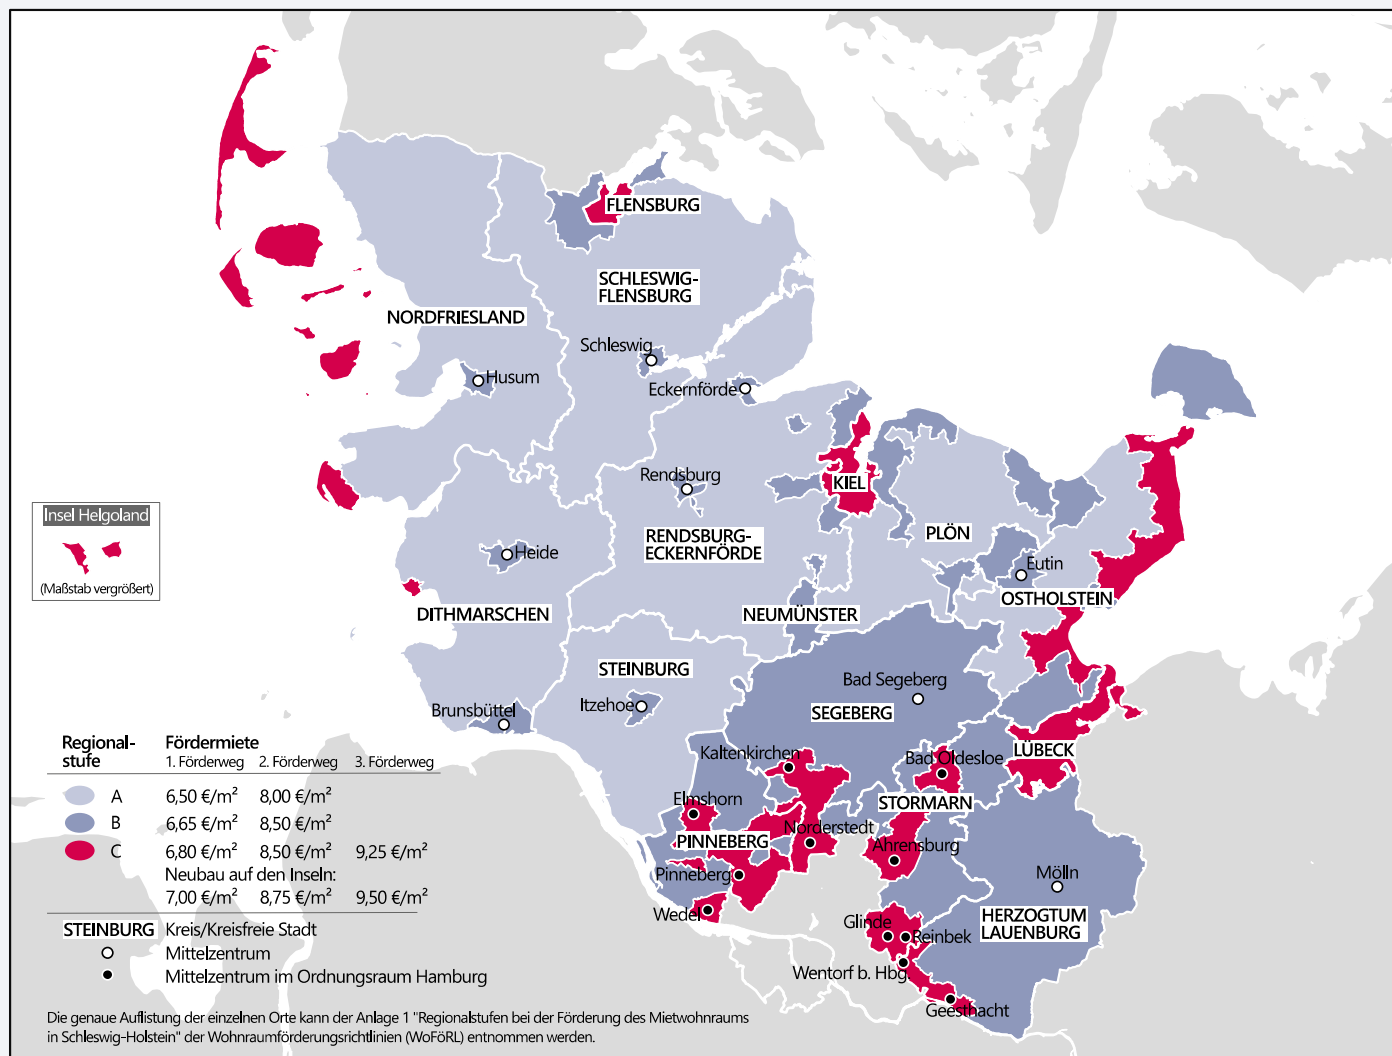 FLENSBURG
SCHLESWIG-
FLENSBURG
NORDFRIESLAND
Schleswig
Husum
Eckernförde
Rendsburg
KIEL
Insel Helgoland
(Maßstab vergrößert)
RENDSBURG-
ECKERNFÖRDE
PLÖN
Heide
Eutin
OSTHOLSTEIN
DITHMARSCHEN
NEUMÜNSTER
STEINBURG
Bad Segeberg
Itzehoe
Brunsbüttel
SEGEBERG
LÜBECK
Kaltenkirchen
Bad Oldesloe
Elmshorn
STORMARN
Norderstedt
PINNEBERG
Ahrensburg
Pinneberg
Mölln
Wedel
Glinde
HERZOGTUM
LAUENBURG
Reinbek
Wentorf b. Hbg
Geesthacht
Regional- Fördermiete
stufe 1. Förderweg 2. Förderweg 3. Förderweg
A 6,50 €/m² 8,00 €/m²
B 6,65 €/m² 8,50 €/m²
C 6,80 €/m² 8,50 €/m² 9,25 €/m²
Neubau auf den Inseln:
7,00 €/m² 8,75 €/m² 9,50 €/m²
STEINBURG Kreis/Kreisfreie Stadt
Mittelzentrum
Mittelzentrum im Ordnungsraum Hamburg
Die genaue Auflistung der einzelnen Orte kann der Anlage 1 "Regionalstufen bei der Förderung des Mietwohnraums
in Schleswig-Holstein" der Wohnraumförderungsrichtlinien (WoFöRL) entnommen werden.